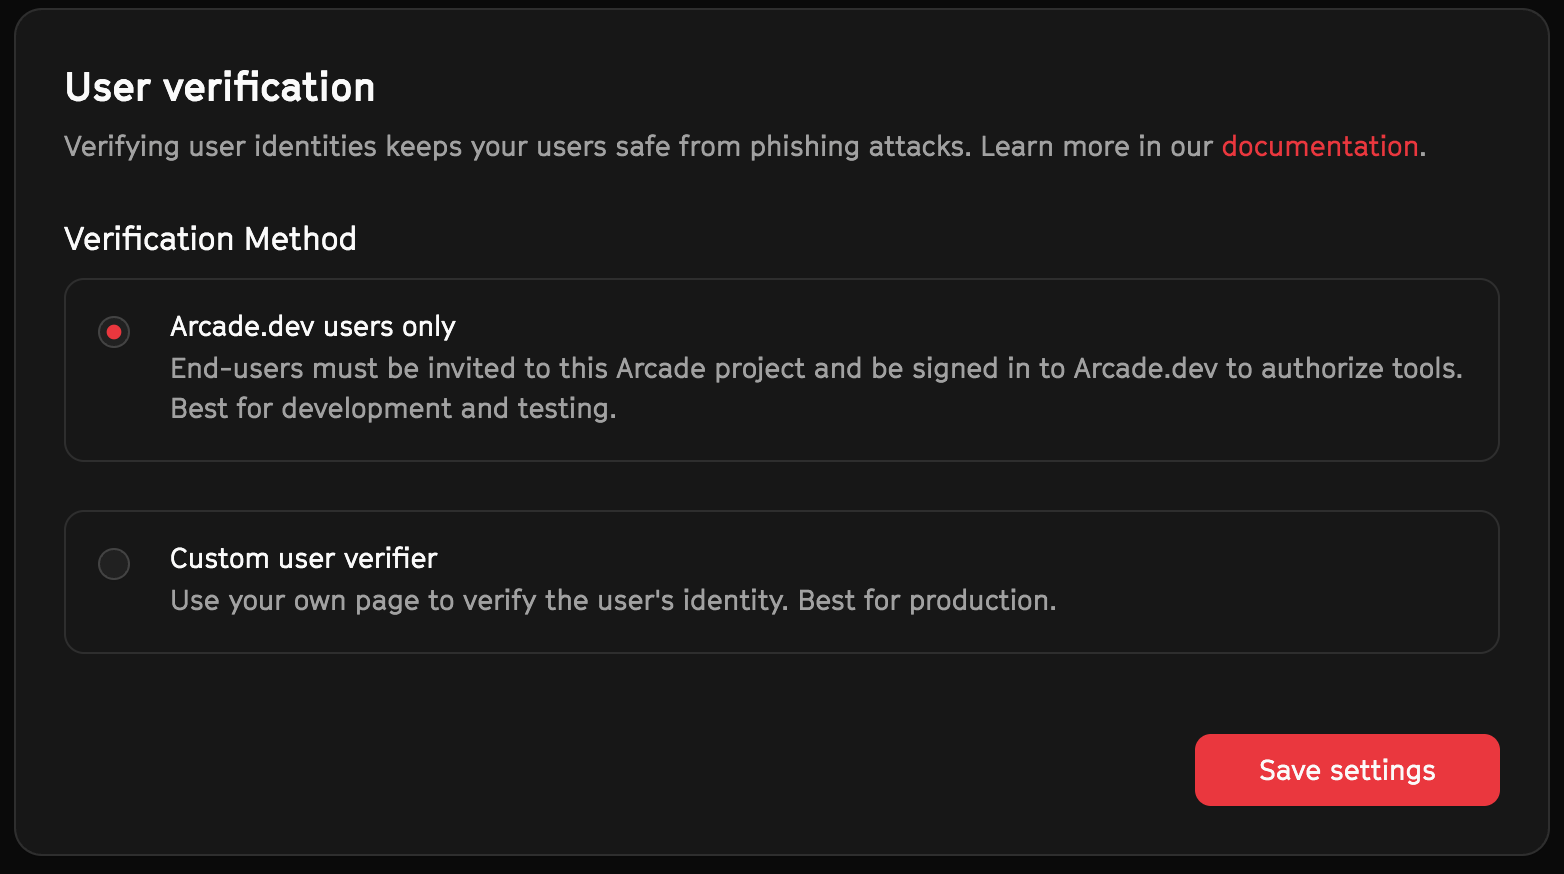 User verification
Verifying user identities keeps your users safe from phishing attacks. Learn more in our documentation.
Verification Method
Arcade.dev users only
End-users must be invited to this Arcade project and be signed in to Arcade.dev to authorize tools.
Best for development and testing.
Custom user verifier
Use your own page to verify the user's identity. Best for production.
Save settings